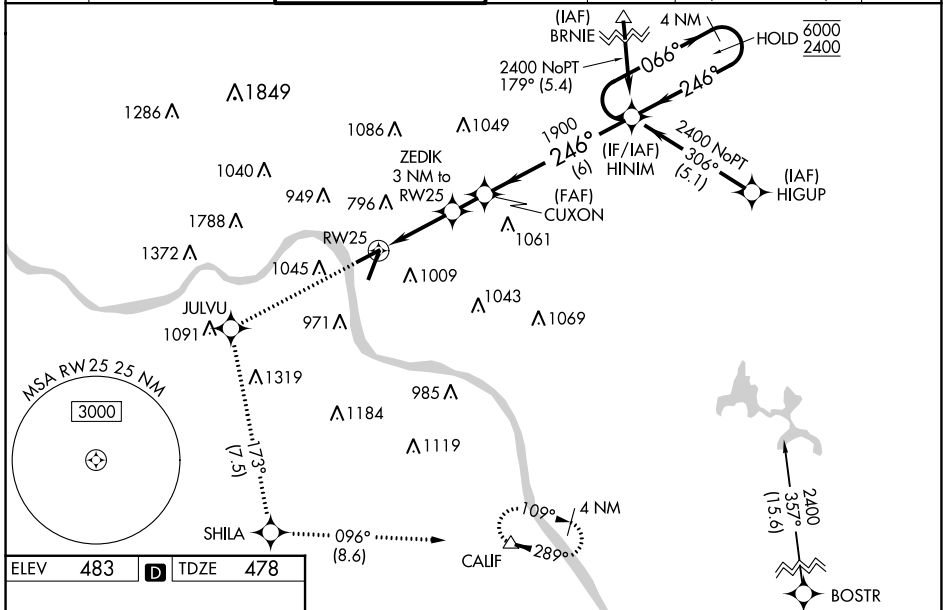 (IAF)
BRNIE
4 NM
HOLD
6000
2400
066°
246°
2400 NoPT
179° (5.4)
1849
1286
1086
1049
1900
246°
(6)
(IF/IAF)
HINIM
2400 NoPT
306°
(5.1)
(IAF)
HIGUP
ZEDIK
3 NM to
RW25
1040
949
796
(FAF)
CUXON
1788
1061
RW25
1372
1045
1009
JULVU
1091
971
1043
1069
MSA RW25 25 NM
3000
1319
985
1184
1119
173°
(7.5)
2400
357°
(15.6)
109°
4 NM
SHILA
096°
(8.6)
CALIF
289°
ELEV 483 D TDZE 478
BOSTR